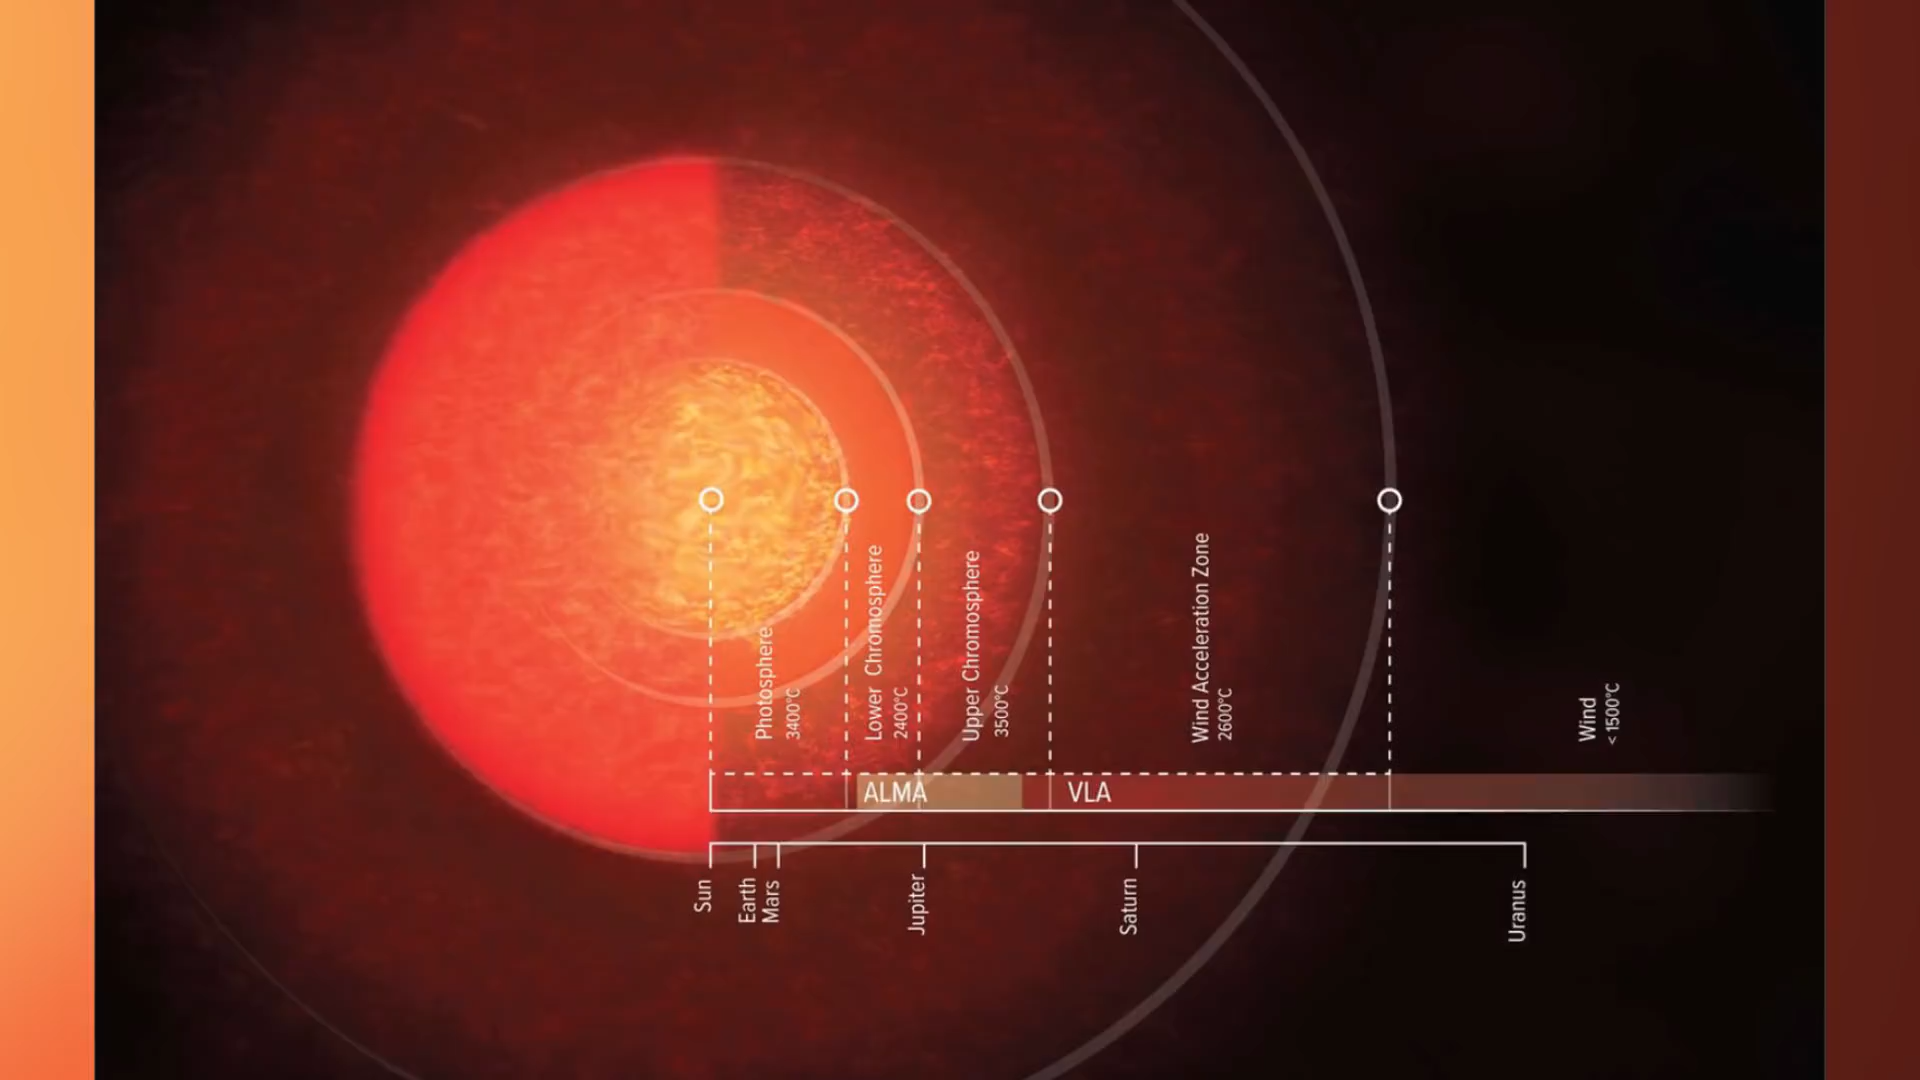 Photosphere
3400°C
Lower Chromosphere
2400°C
Upper Chromosphere
3500°C
Wind Acceleration Zone
2600°C
Wind
< 1500°C
ALMA
VLA
Sun
Earth
Mars
Jupiter
Saturn
Uranus